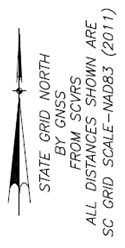 STATE GRID NORTH
BY GNSS
FROM SCVRS
ALL DISTANCES SHOWN ARE
SC GRID SCALE-NAD83 (2011)